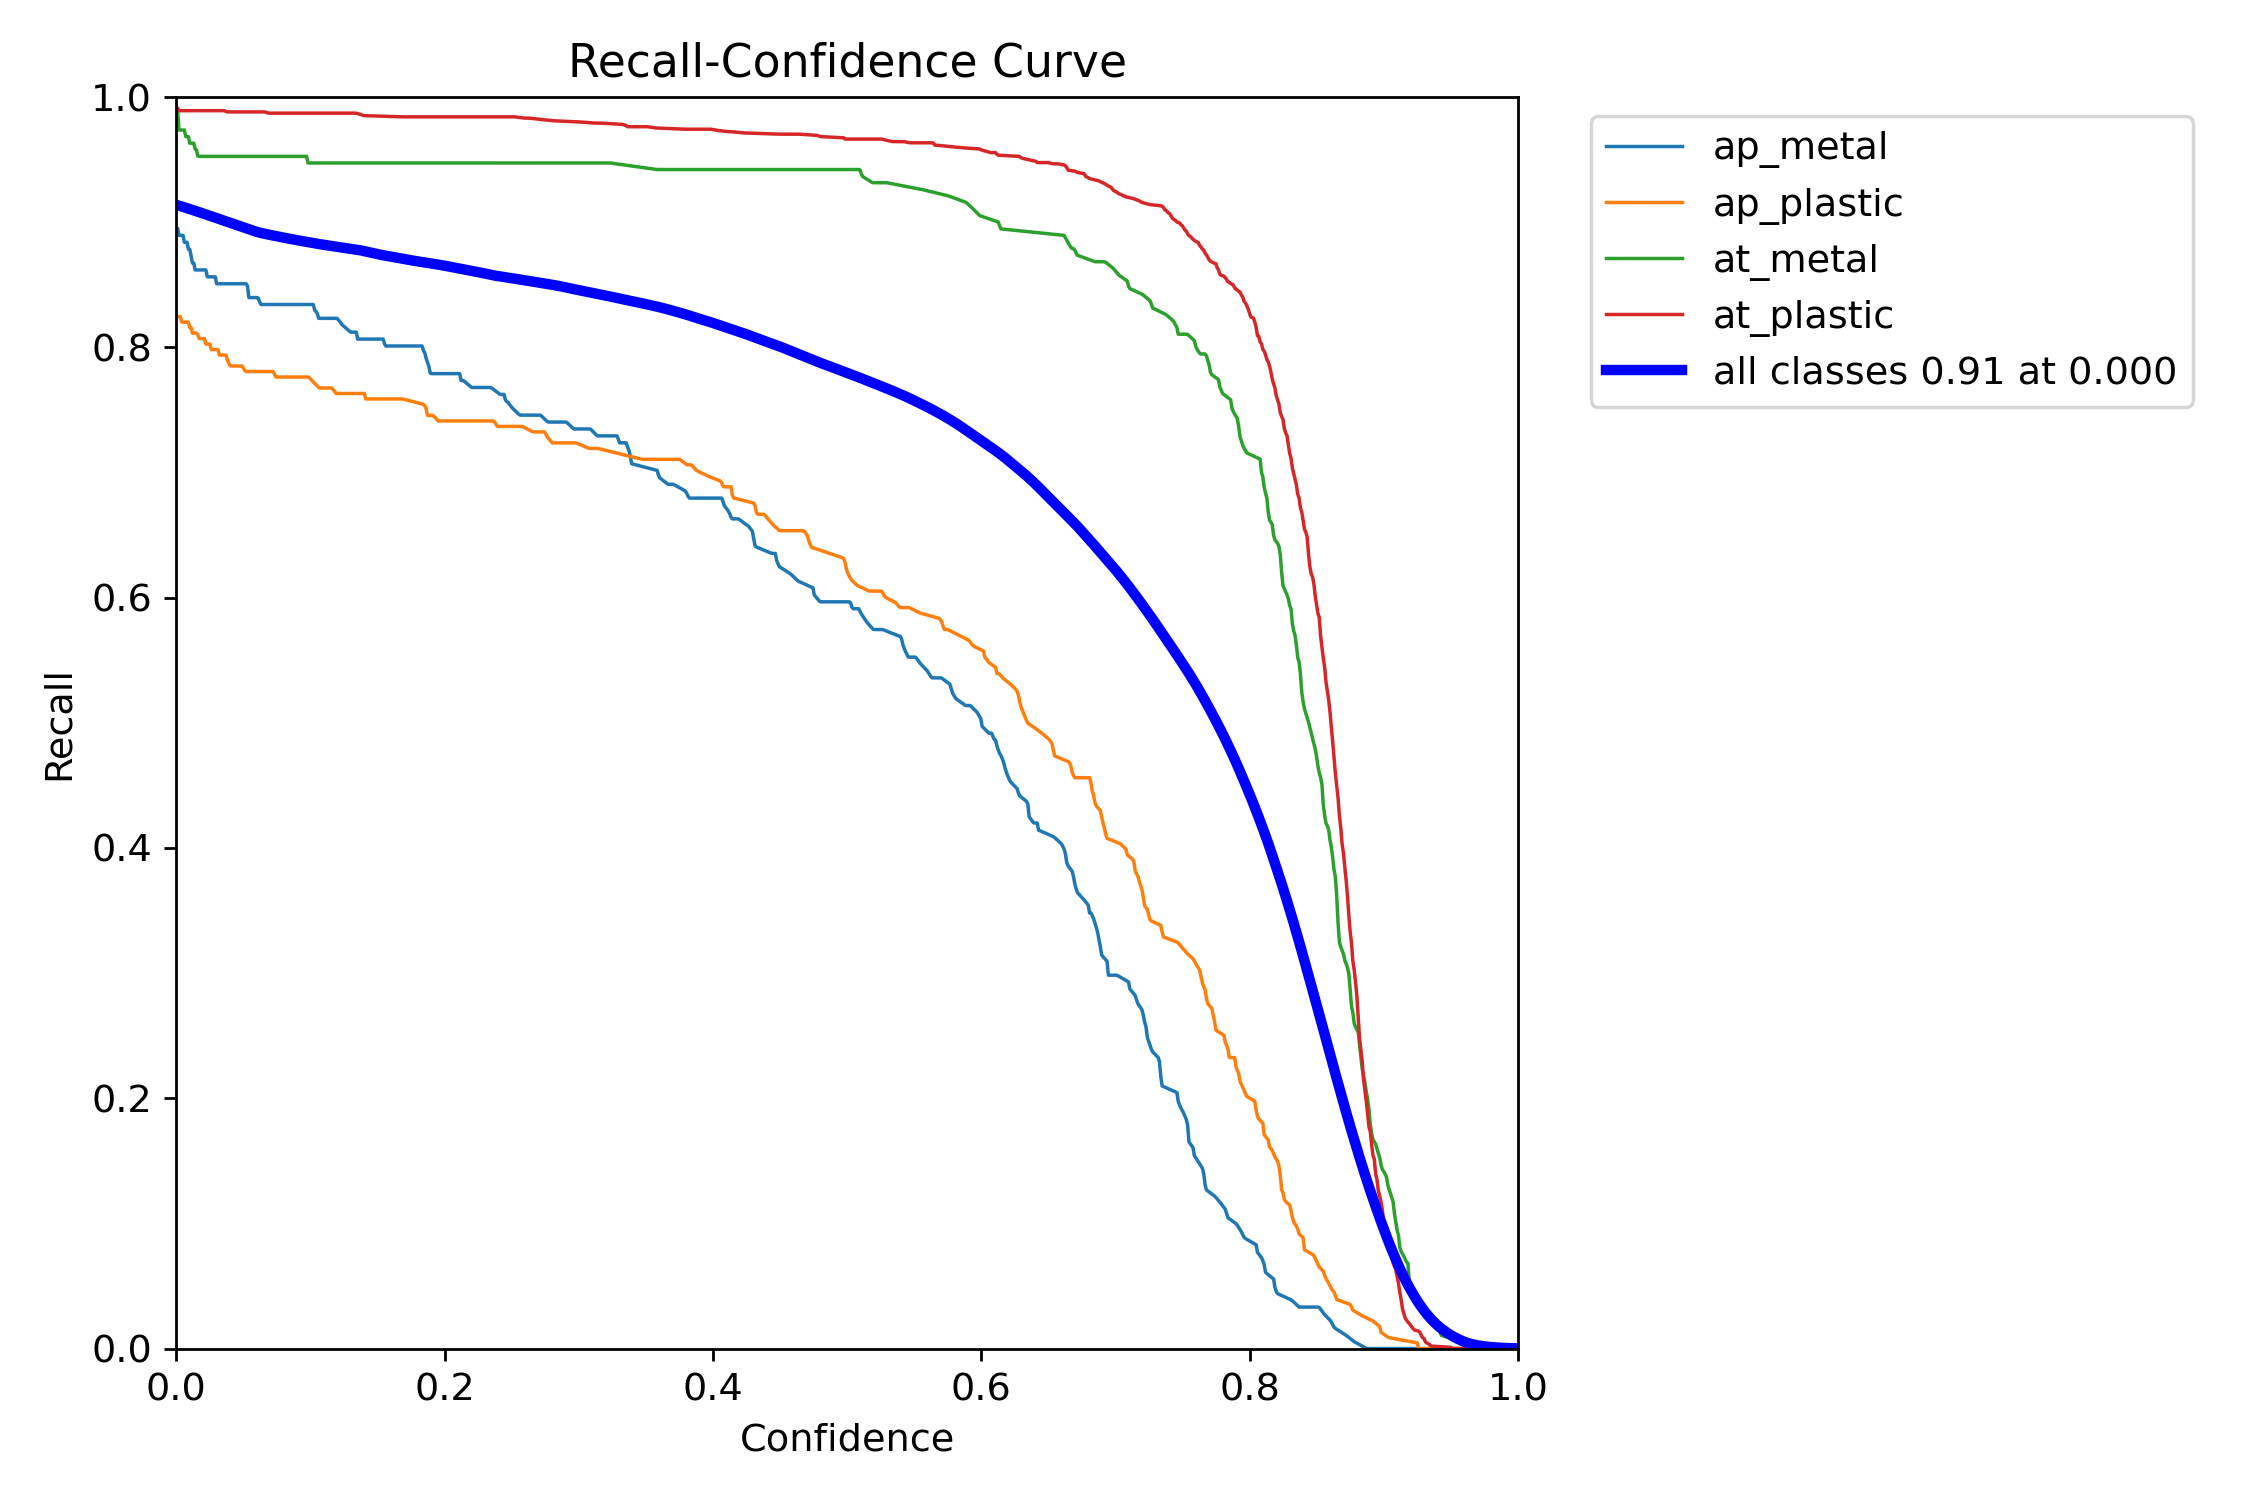 Recall-Confidence Curve
1.0
0.8
0.6
0.4
0.2
0.0
Recall
0.0 0.2 0.4 0.6 0.8 1.0
Confidence
ap_metal
ap_plastic
at_metal
at_plastic
all classes 0.91 at 0.000